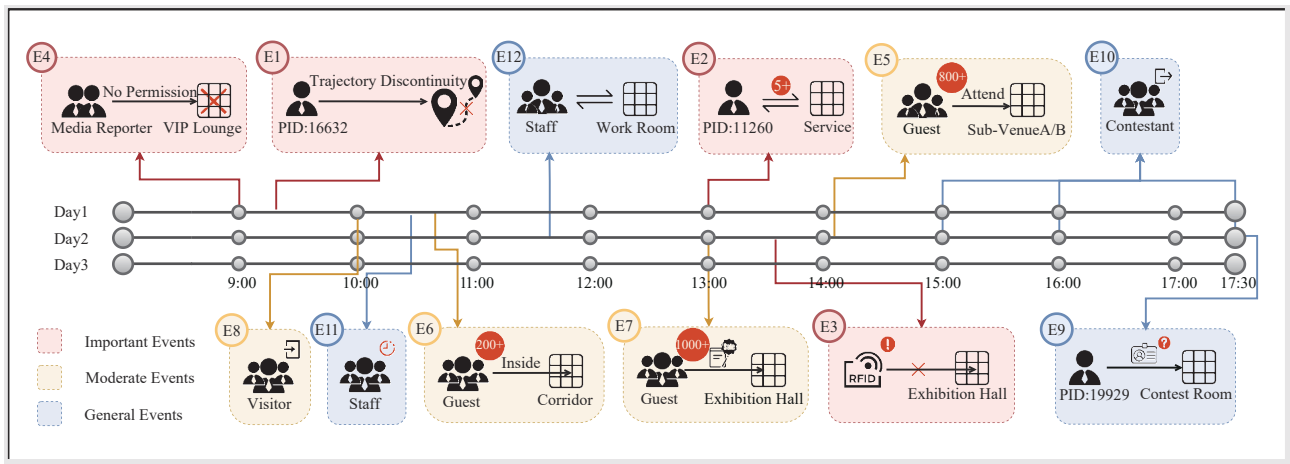 E4
No Permission
Media Reporter
VIP Lounge
E1
Trajectory Discontinuity
PID:16632
E12
Staff
Work Room
E2
5+
PID:11260
Service
E5
800+
Attend
Guest
Sub-VenueA/B
E10
Contestant
Day1
Day2
Day3
9:00
10:00
11:00
12:00
13:00
14:00
15:00
16:00
17:00
17:30
Important Events
Moderate Events
General Events
E8
Visitor
E11
Staff
E6
200+
Inside
Guest
Corridor
E7
1000+
Guest
Exhibition Hall
E3
!
RFID
Exhibition Hall
E9
?
PID:19929
Contest Room